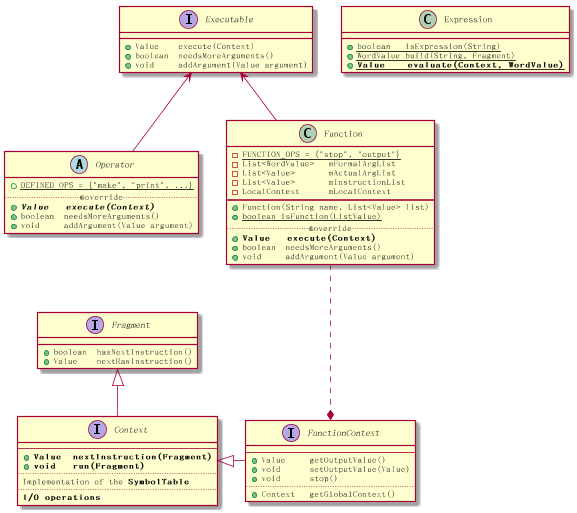 I Executable
Value execute(Context)
boolean needsMoreArguments()
void addArgument(Value argument)
C Expression
boolean isExpression(String)
WordValue build(String, Fragment)
Value evaluate(Context, WordValue)
A Operator
DEFINED_OPS = {"make", "print", ...}
@override
Value execute(Context)
boolean needsMoreArguments()
void addArgument(Value argument)
C Function
FUNCTION_OPS = {"stop", "output"}
List<WordValue> mFormalArgList
List<Value> mActualArgList
List<Value> mInstructionList
LocalContext mLocalContext
Function(String name, List<Value> list)
boolean isFunction(ListValue)
@override
Value execute(Context)
boolean needsMoreArguments()
void addArgument(Value argument)
I Fragment
boolean hasNextInstruction()
Value nextRawInstruction()
I Context
Value nextInstruction(Fragment)
void run(Fragment)
Implementation of the SymbolTable
I/O operations
I FunctionContext
Value getOutputValue()
void setOutputValue(Value)
void stop()
Context getGlobalContext()